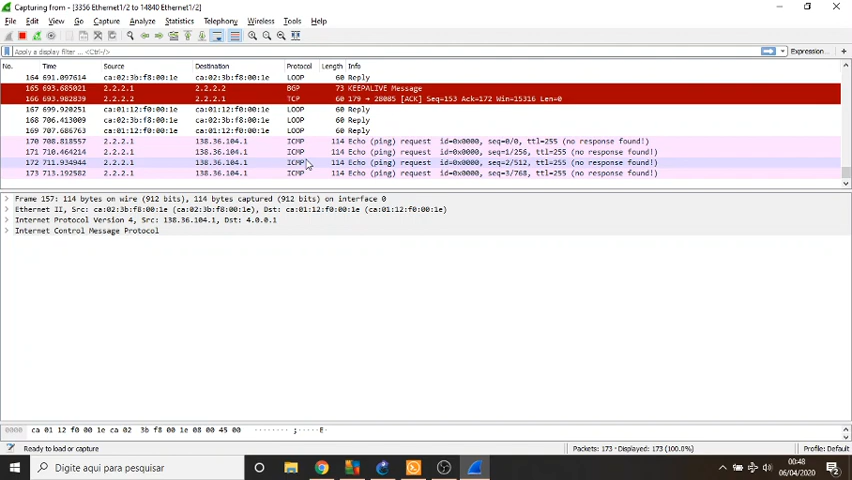 Capturing from - [3356 Ethernet1/2 to 14840 Ethernet1/2]
File Edit View Go Capture Analyze Statistics Telephony Wireless Tools Help
Apply a display filter ... <Ctrl-/> Expression... +
No. Time Source Destination Protocol Length Info
164 691.097614 ca:02:3b:f8:00:1e ca:02:3b:f8:00:1e LOOP 60 Reply
165 693.685021 2.2.2.1 2.2.2.2 BGP 73 KEEPALIVE Message
166 693.982839 2.2.2.2 2.2.2.1 TCP 60 179 → 28085 [ACK] Seq=153 Ack=172 Win=15316 Len=0
167 699.920654 ca:01:12:f0:00:1e ca:01:12:f0:00:1e LOOP 60 Reply
168 706.413009 ca:02:3b:f8:00:1e ca:02:3b:f8:00:1e LOOP 60 Reply
169 707.686763 ca:01:12:f0:00:1e ca:01:12:f0:00:1e LOOP 60 Reply
170 708.818557 2.2.2.1 138.36.104.1 ICMP 114 Echo (ping) request id=0x0000, seq=0/0, ttl=255 (no response found!)
171 710.464214 2.2.2.1 138.36.104.1 ICMP 114 Echo (ping) request id=0x0000, seq=1/256, ttl=255 (no response found!)
172 711.934944 2.2.2.1 138.36.104.1 ICMP 114 Echo (ping) request id=0x0000, seq=2/512, ttl=255 (no response found!)
173 713.192582 2.2.2.1 138.36.104.1 ICMP 114 Echo (ping) request id=0x0000, seq=3/768, ttl=255 (no response found!)
Frame 157: 114 bytes on wire (912 bits), 114 bytes captured (912 bits) on interface 0
Ethernet II, Src: ca:02:3b:f8:00:1e (ca:02:3b:f8:00:1e), Dst: ca:01:12:f0:00:1e (ca:01:12:f0:00:1e)
Internet Protocol Version 4, Src: 138.36.104.1, Dst: 4.0.0.1
Internet Control Message Protocol
0000 ca 01 12 f0 00 1e ca 02 3b f8 00 1e 08 00 45 00 ········ ;·····E·
Ready to load or capture Packets: 173 · Displayed: 173 (100.0%) Profile: Default
Digite aqui para pesquisar
00:48
06/04/2020
2